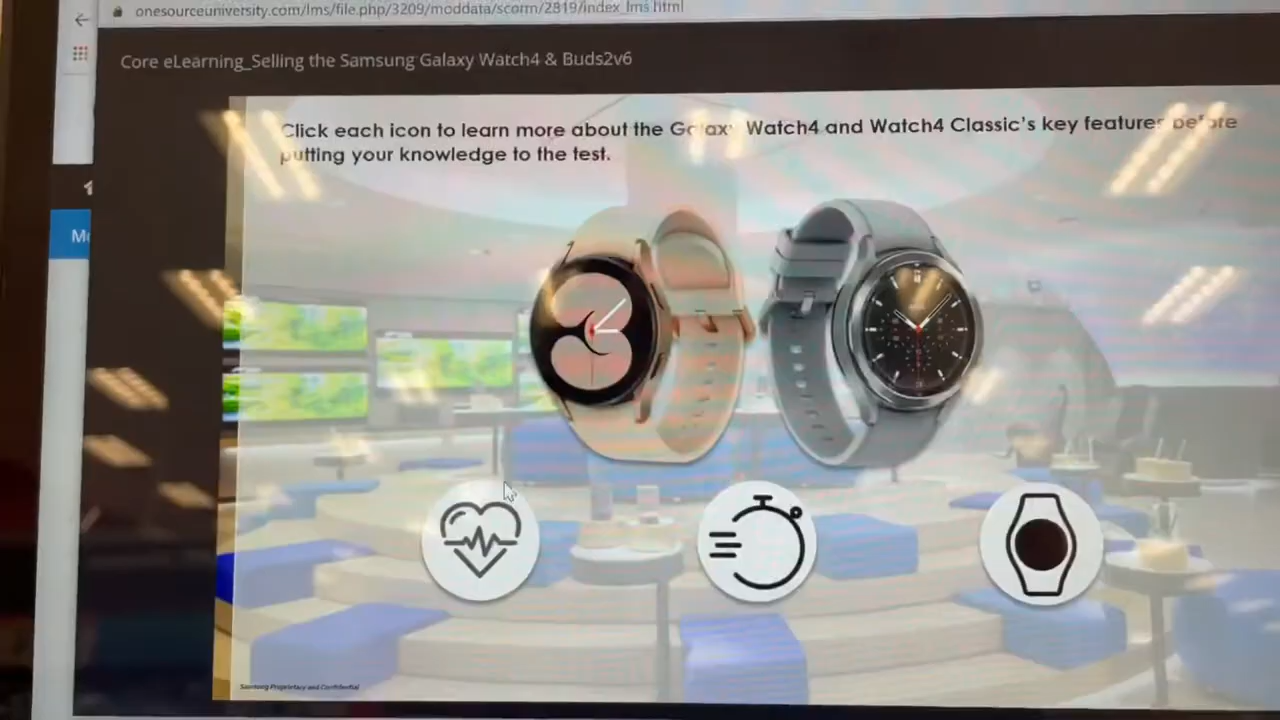 onesourceuniversity.com/lms/file.php/3209/moddata/scorm/2819/index_lms.html
Core eLearning_Selling the Samsung Galaxy Watch4 & Buds2v6
Click each icon to learn more about the Galaxy Watch4 and Watch4 Classic's key features before
putting your knowledge to the test.
Samsung Proprietary and Confidential